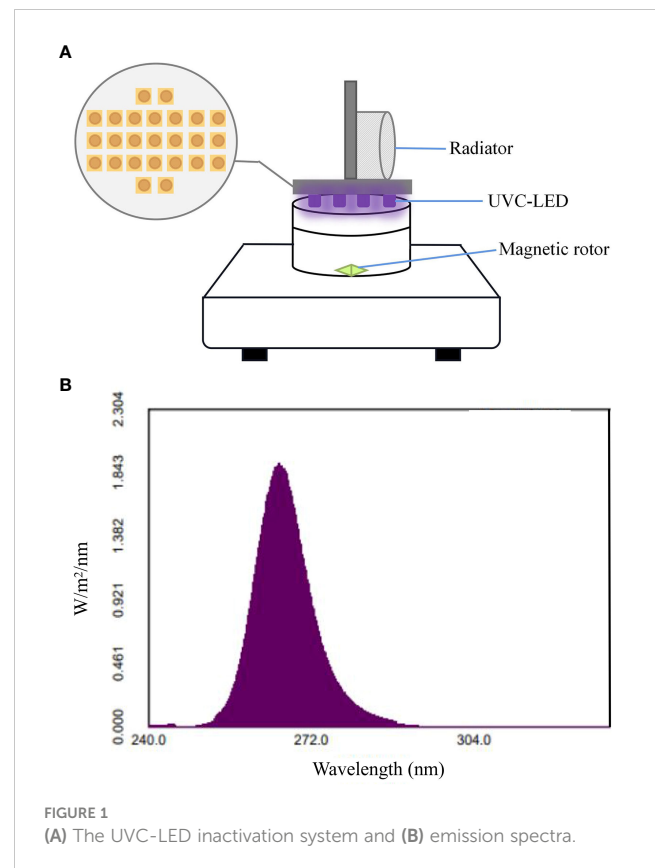 A
Radiator
UVC-LED
Magnetic rotor
B
2.304
1.843
1.382
0.921
0.461
0.000
W/m²/nm
240.0 272.0 304.0
Wavelength (nm)
FIGURE 1
(A) The UVC-LED inactivation system and (B) emission spectra.